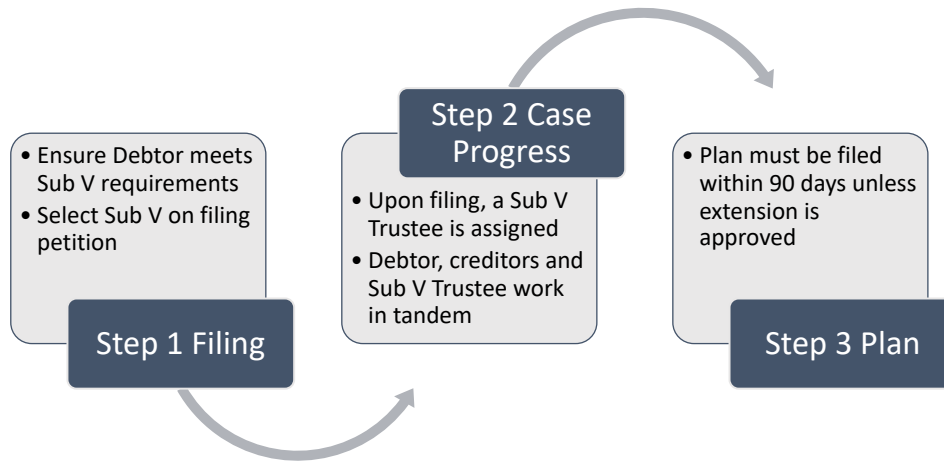 • Ensure Debtor meets
Sub V requirements
• Select Sub V on filing
petition
Step 1 Filing
Step 2 Case
Progress
• Upon filing, a Sub V
Trustee is assigned
• Debtor, creditors and
Sub V Trustee work
in tandem
• Plan must be filed
within 90 days unless
extension is
approved
Step 3 Plan